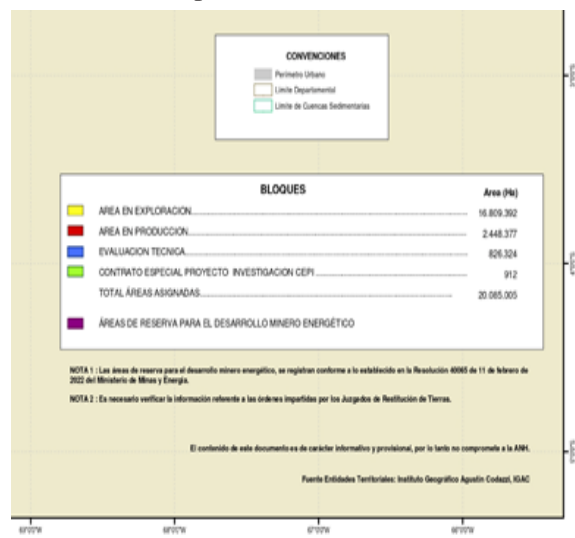 CONVENCIONES
Perímetro Urbano
Límite Departamental
Límite de Cuencas Sedimentarias
BLOQUES Area (Ha)
AREA EN EXPLORACION 16.809.392
AREA EN PRODUCCION 2.448.377
EVALUACION TECNICA 826.324
CONTRATO ESPECIAL PROYECTO INVESTIGACION CEPI 912
TOTAL ÁREAS ASIGNADAS 20.085.005
ÁREAS DE RESERVA PARA EL DESARROLLO MINERO ENERGÉTICO
NOTA 1 : Las áreas de reserva para el desarrollo minero energético, se registran conforme a lo establecido en la Resolución 40065 de 11 de febrero de
2022 del Ministerio de Minas y Energía.
NOTA 2 : Es necesario verificar la información referente a las órdenes impartidas por los Juzgados de Restitución de Tierras.
El contenido de este documento es de carácter informativo y provisional, por lo tanto no compromete a la ANH.
Fuente Entidades Territoriales: Instituto Geográfico Agustín Codazzi, IGAC